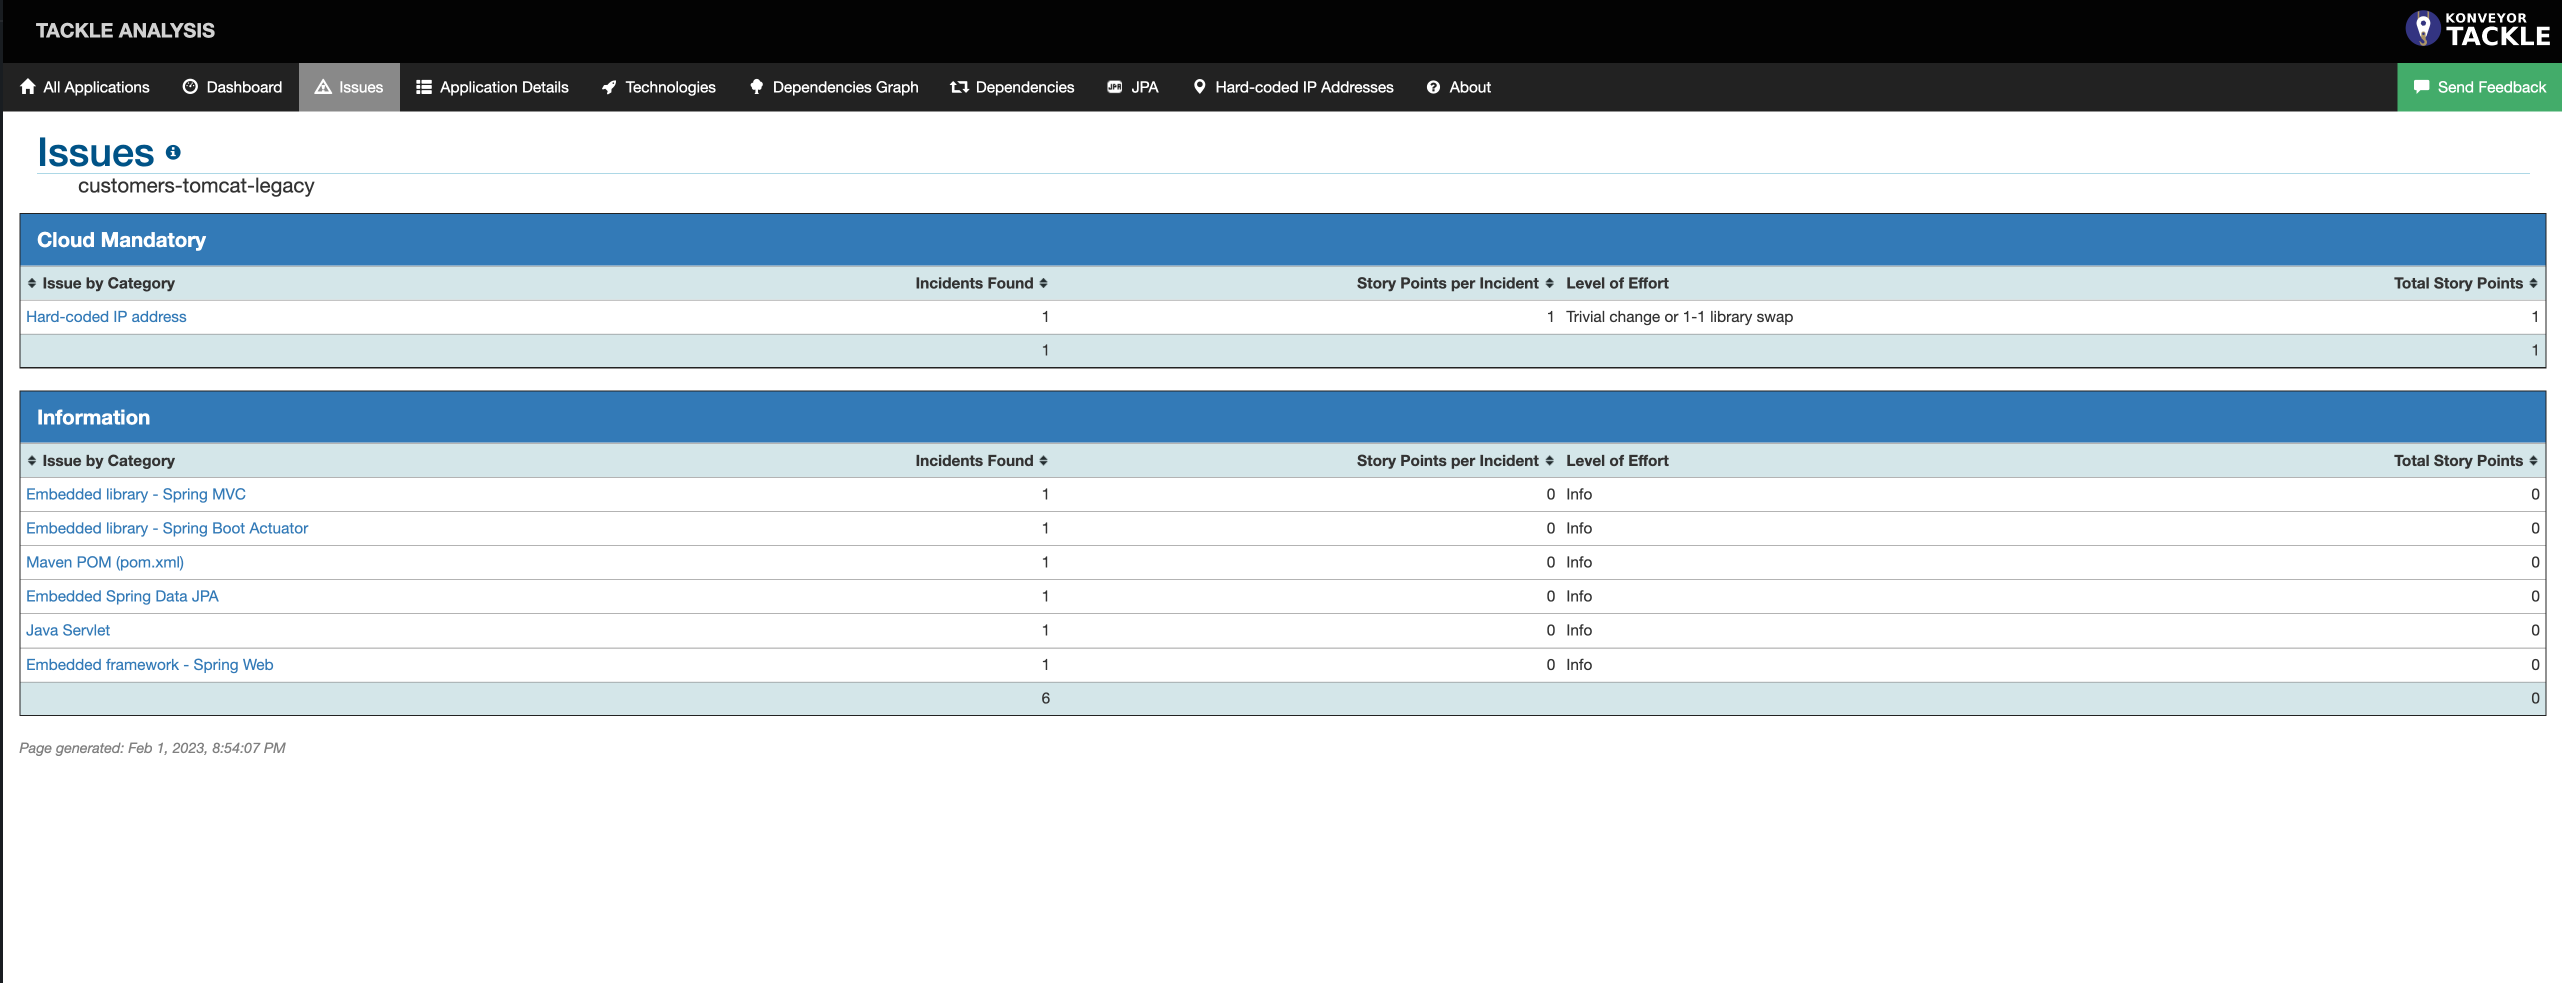 TACKLE ANALYSIS
KONVEYOR
TACKLE
All Applications Dashboard Issues Application Details Technologies Dependencies Graph Dependencies JPA JPA Hard-coded IP Addresses About Send Feedback
Issues
customers-tomcat-legacy
Cloud Mandatory
Issue by Category Incidents Found Story Points per Incident Level of Effort Total Story Points
Hard-coded IP address 1 1 Trivial change or 1-1 library swap 1
1 1
Information
Issue by Category Incidents Found Story Points per Incident Level of Effort Total Story Points
Embedded library - Spring MVC 1 0 Info 0
Embedded library - Spring Boot Actuator 1 0 Info 0
Maven POM (pom.xml) 1 0 Info 0
Embedded Spring Data JPA 1 0 Info 0
Java Servlet 1 0 Info 0
Embedded framework - Spring Web 1 0 Info 0
6 0
Page generated: Feb 1, 2023, 8:54:07 PM